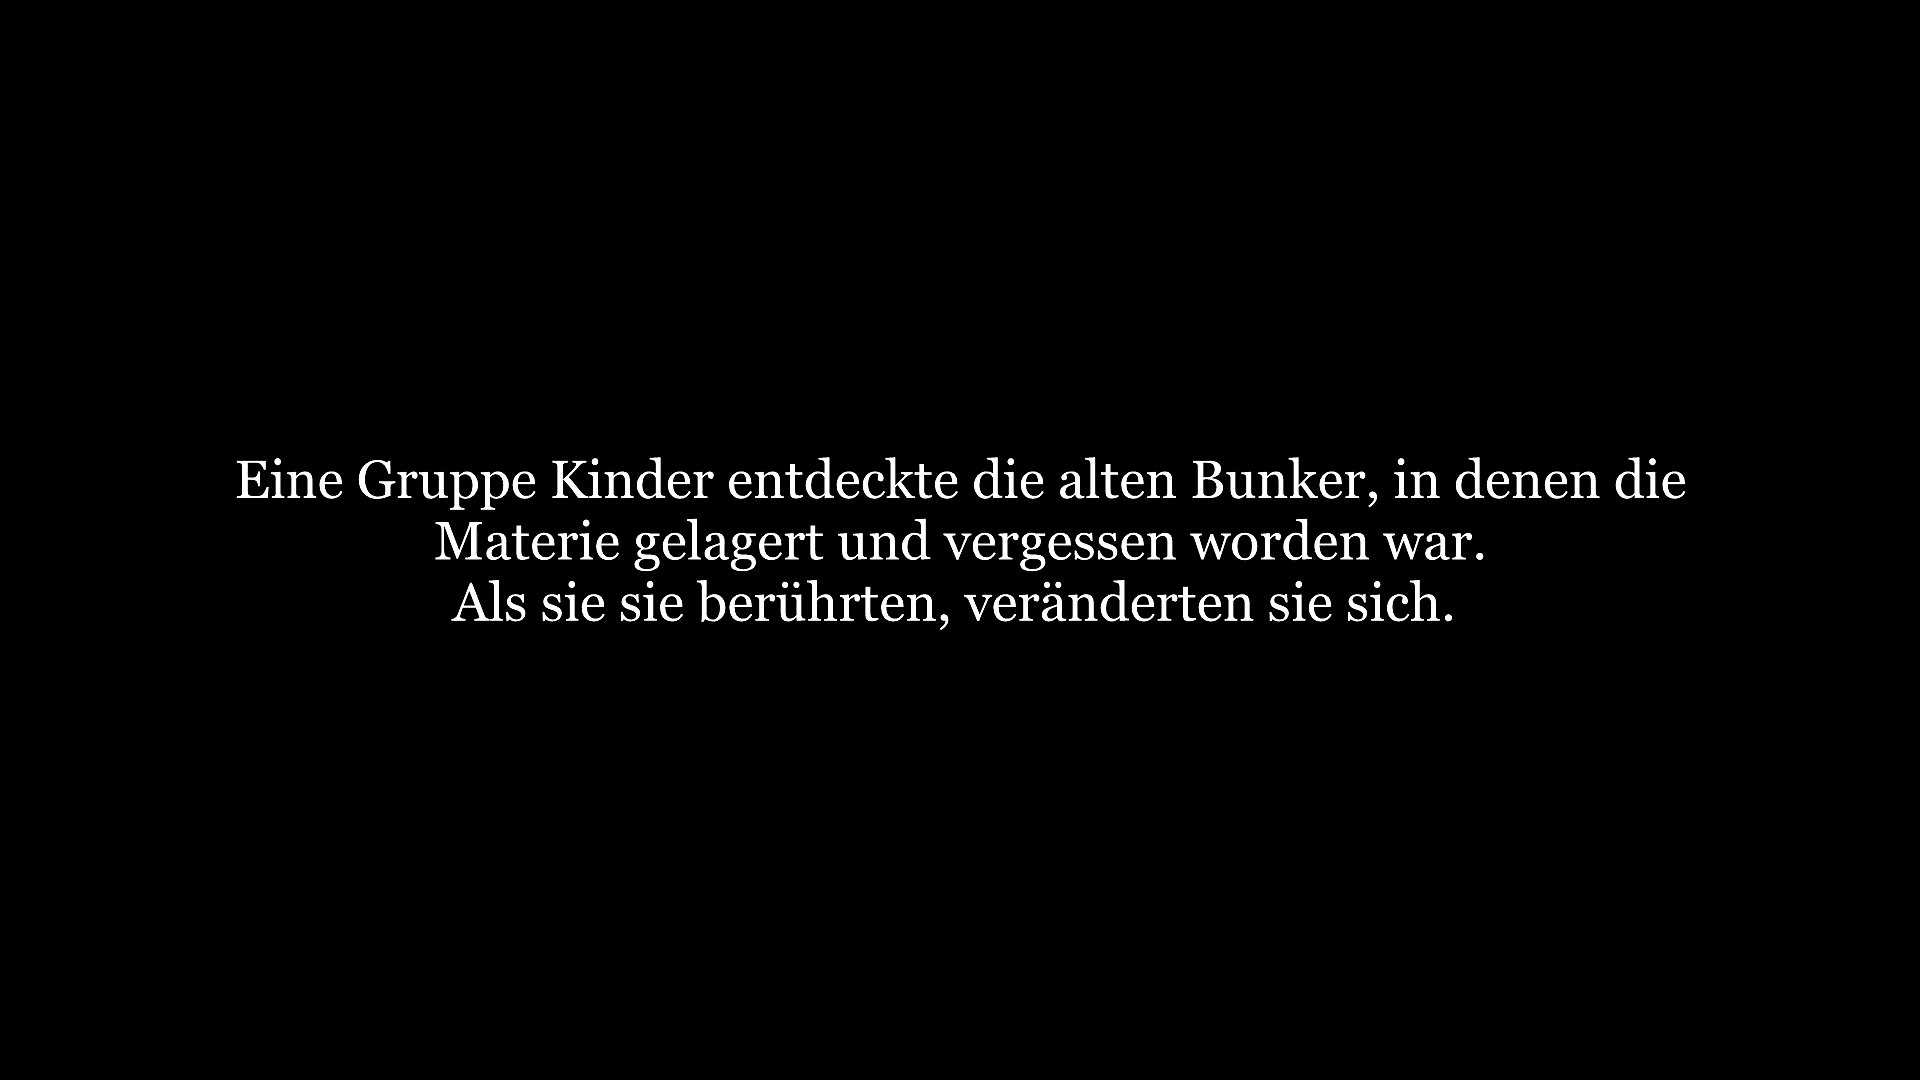 Eine Gruppe Kinder entdeckte die alten Bunker, in denen die
Materie gelagert und vergessen worden war.
Als sie sie berührten, veränderten sie sich.